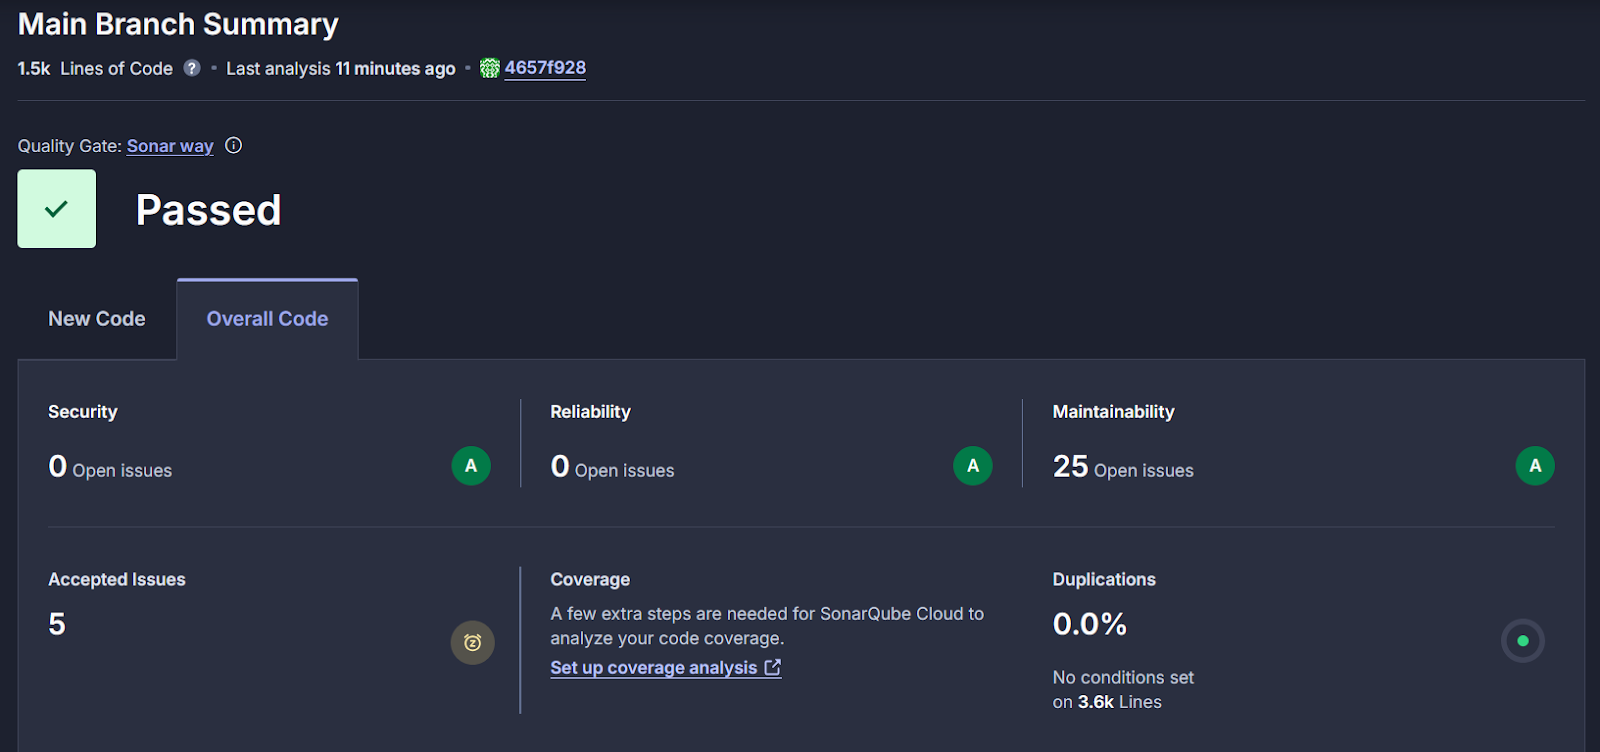 Main Branch Summary
1.5k Lines of Code ? • Last analysis 11 minutes ago • 4657f928
Quality Gate: Sonar way
Passed
New Code
Overall Code
Security
0 Open issues
A
Reliability
0 Open issues
A
Maintainability
25 Open issues
A
Accepted Issues
5
Coverage
A few extra steps are needed for SonarQube Cloud to
analyze your code coverage.
Set up coverage analysis
Duplications
0.0%
No conditions set
on 3.6k Lines